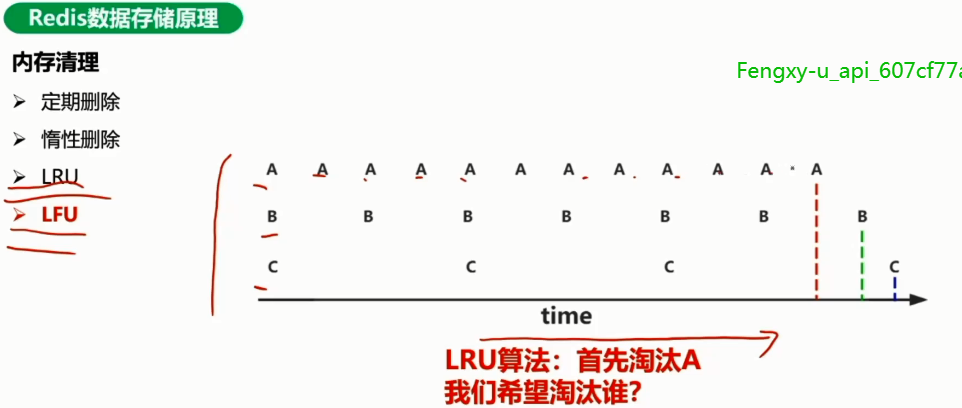 Redis数据存储原理
Fengxy-u_api_607cf77a
内存清理
➢ 定期删除
➢ 惰性删除
➢ LRU
➢ LFU
A A A A A A A A A A A A
B B B B B B B
C C C C
time
LRU算法：首先淘汰A
我们希望淘汰谁？